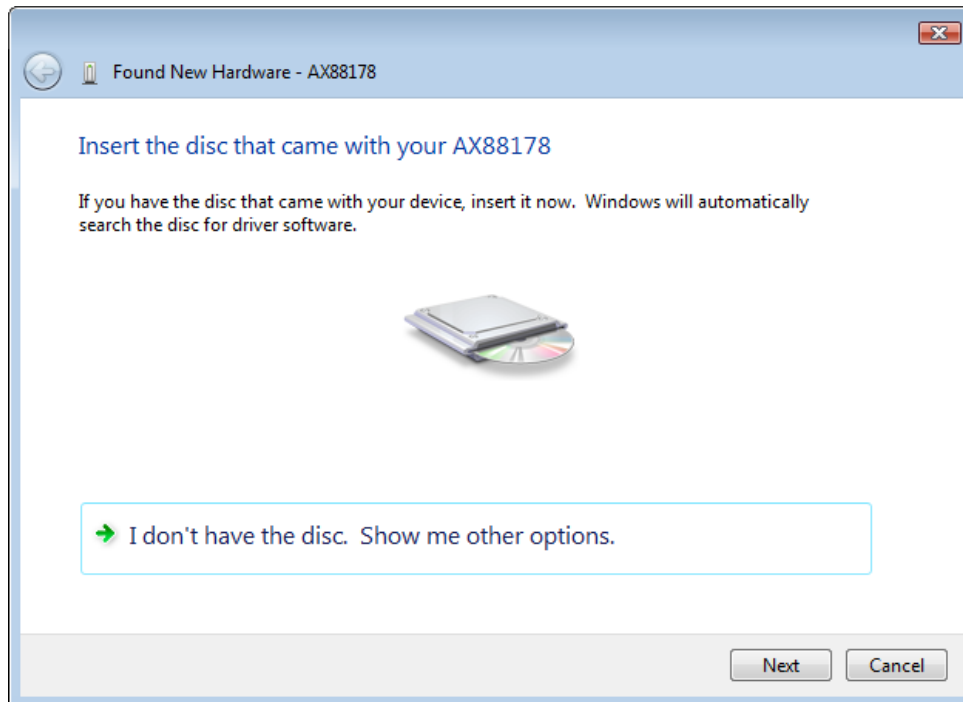 Found New Hardware - AX88178
Insert the disc that came with your AX88178
If you have the disc that came with your device, insert it now.  Windows will automatically
search the disc for driver software.
I don't have the disc.  Show me other options.
Next
Cancel